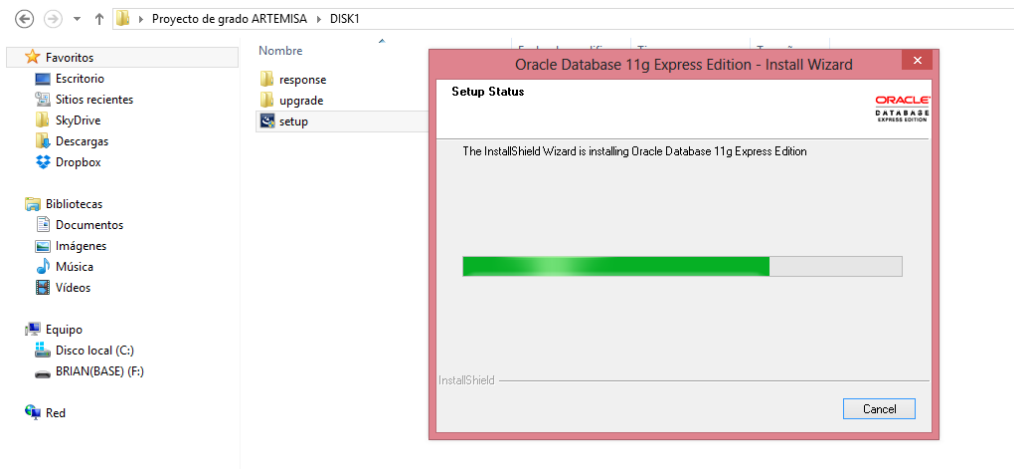 Proyecto de grado ARTEMISA ▸ DISK1
Favoritos
Escritorio
Sitios recientes
SkyDrive
Descargas
Dropbox
Bibliotecas
Documentos
Imágenes
Música
Vídeos
Equipo
Disco local (C:)
BRIAN(BASE) (F:)
Red
Nombre
response
upgrade
setup
Oracle Database 11g Express Edition - Install Wizard
Setup Status
ORACLE
DATABASE
EXPRESS EDITION
The InstallShield Wizard is installing Oracle Database 11g Express Edition
InstallShield
Cancel